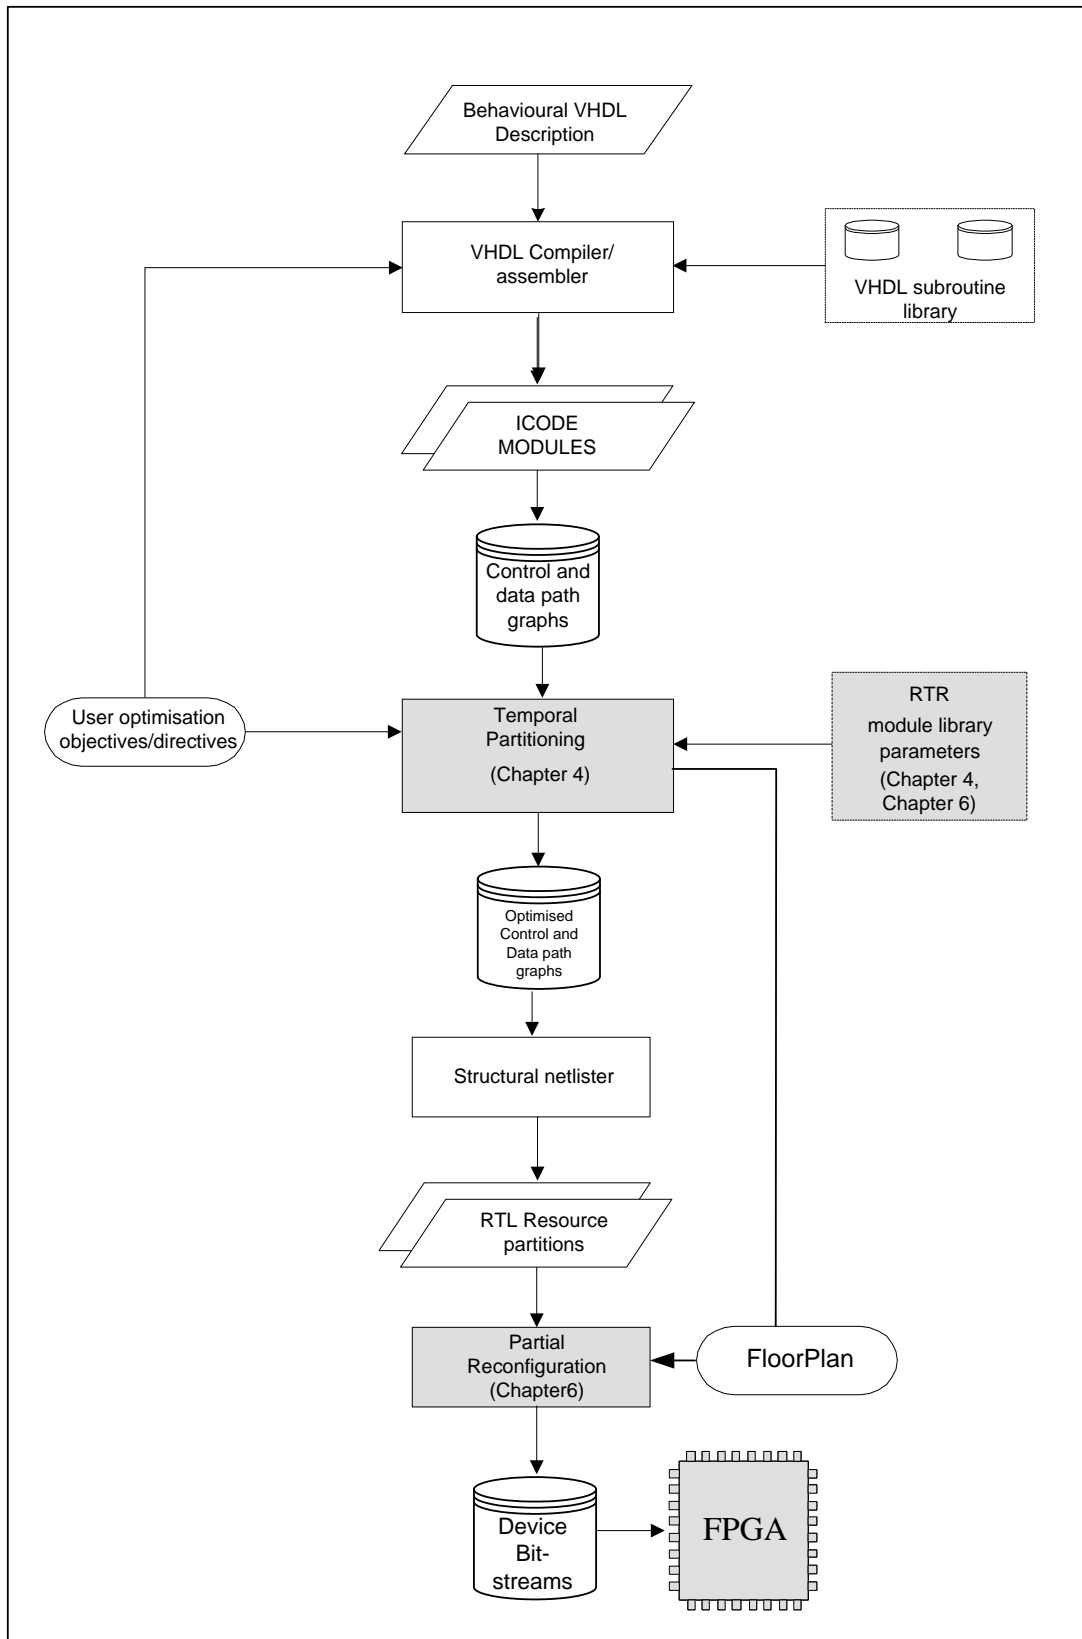 Behavioural VHDL
Description
VHDL Compiler/
assembler
VHDL subroutine
library
ICODE
MODULES
Control and
data path
graphs
User optimisation
objectives/directives
Temporal
Partitioning
(Chapter 4)
RTR
module library
parameters
(Chapter 4,
Chapter 6)
Optimised
Control and
Data path
graphs
Structural netlister
RTL Resource
partitions
Partial
Reconfiguration
(Chapter6)
FloorPlan
Device
Bit-
streams
FPGA